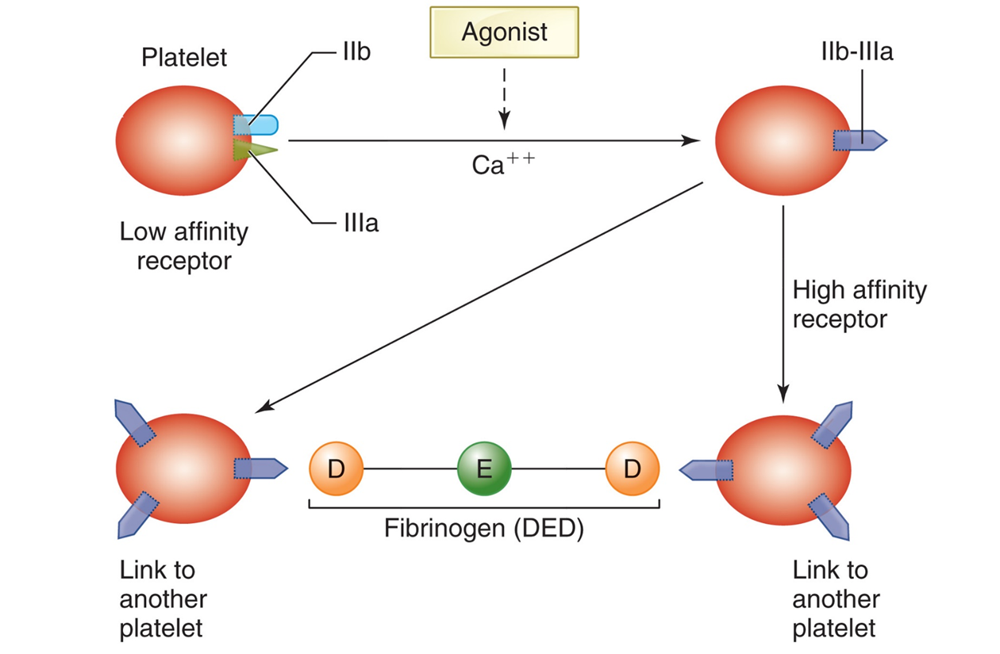 Agonist
Platelet
IIb
IIb-IIIa
Ca++
IIIa
Low affinity
receptor
High affinity
receptor
D
E
D
Fibrinogen (DED)
Link to
another
platelet
Link to
another
platelet